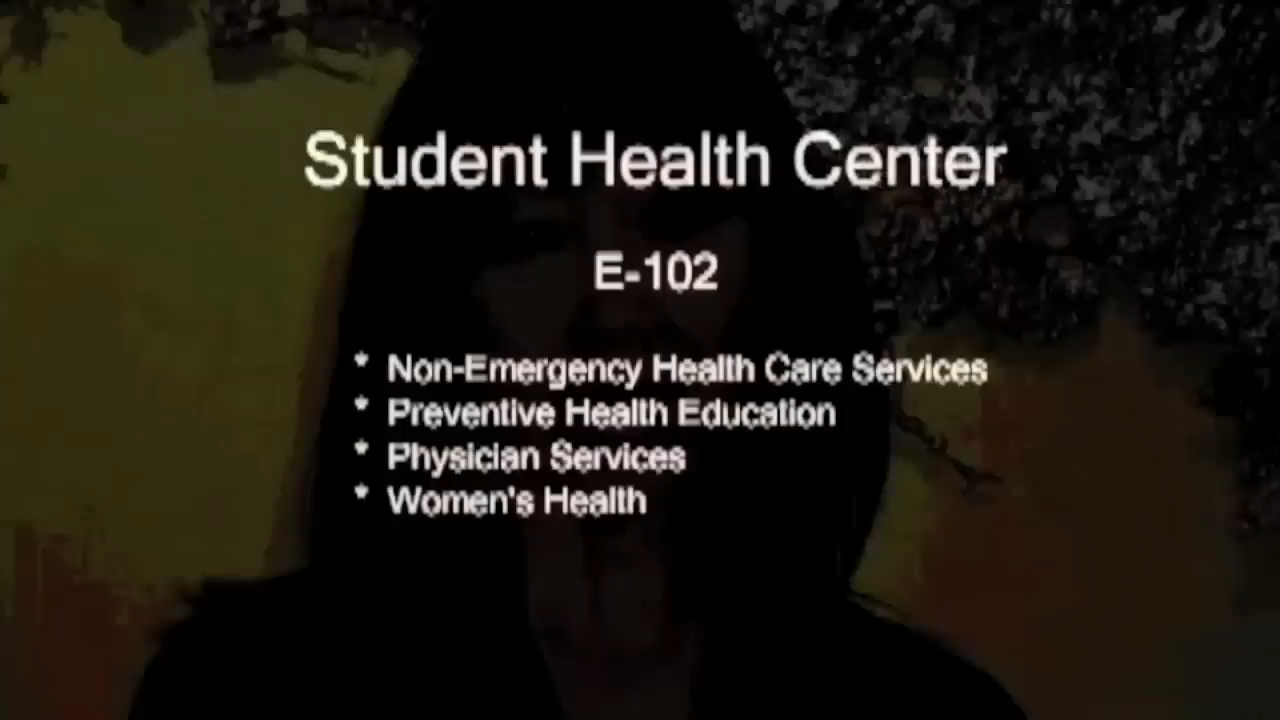 Student Health Center
E-102
* Non-Emergency Health Care Services
* Preventive Health Education
* Physician Services
* Women's Health